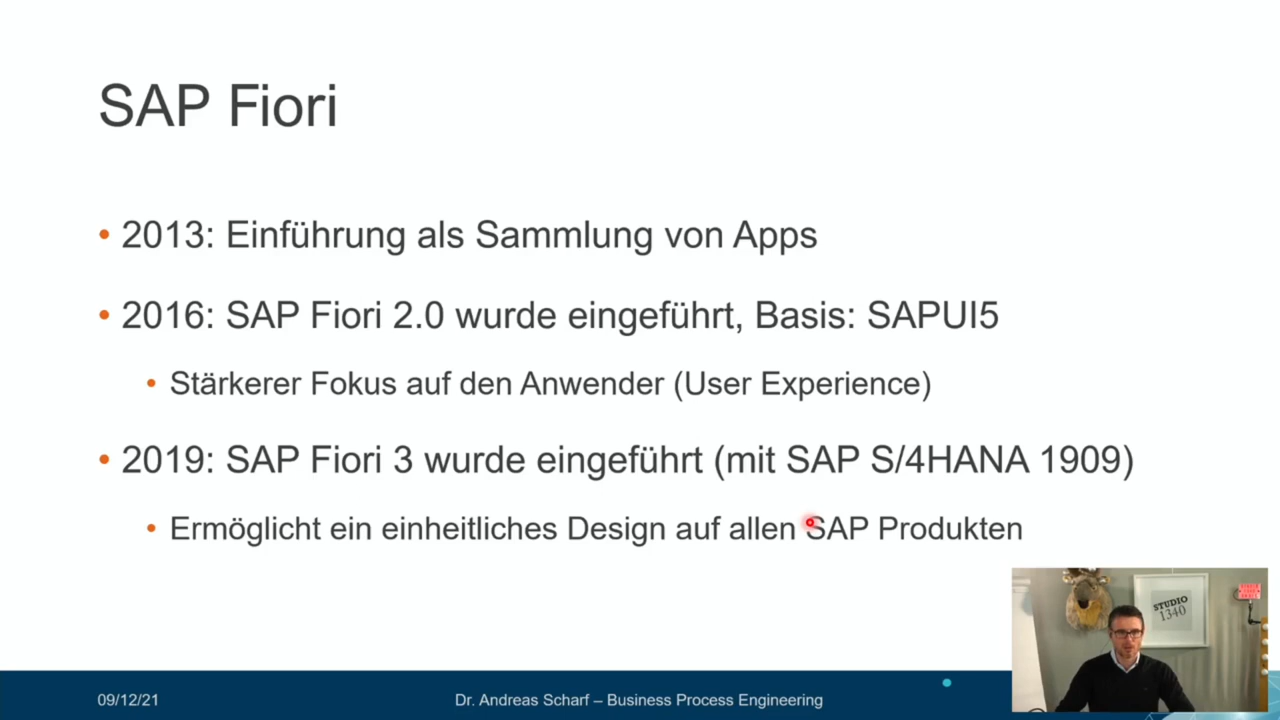 SAP Fiori
• 2013: Einführung als Sammlung von Apps
• 2016: SAP Fiori 2.0 wurde eingeführt, Basis: SAPUI5
• Stärkerer Fokus auf den Anwender (User Experience)
• 2019: SAP Fiori 3 wurde eingeführt (mit SAP S/4HANA 1909)
• Ermöglicht ein einheitliches Design auf allen SAP Produkten
STUDIO
1340
09/12/21
Dr. Andreas Scharf – Business Process Engineering